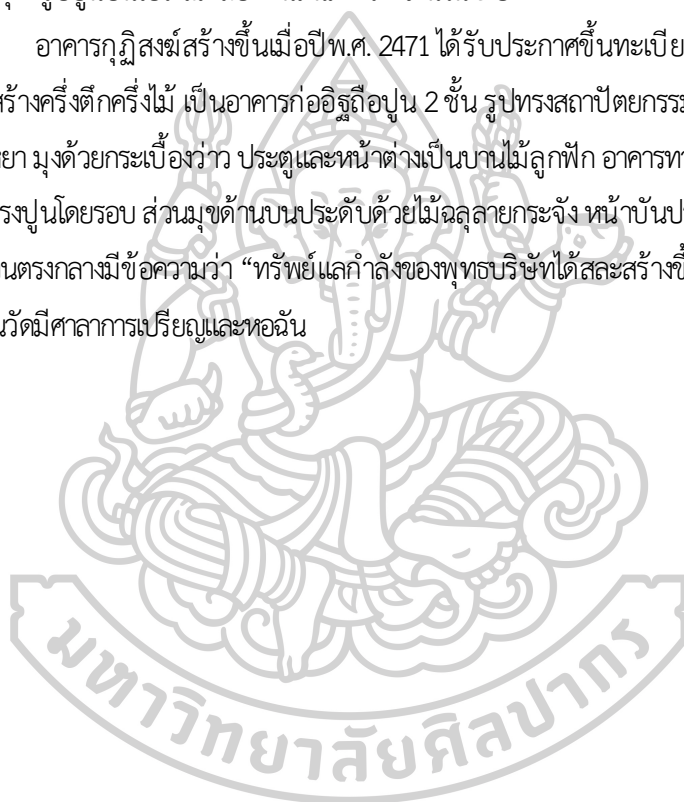 อาคารกุฏิสงฆ์สร้างขึ้นเมื่อปีพ.ศ. 2471 ได้รับประกาศขึ้นทะเบีย
สร้างครึ่งตึกครึ่งไม้ เป็นอาคารก่ออิฐถือปูน 2 ชั้น รูปทรงสถาปัตยกรรม
มุงด้วยกระเบื้องว่าว ประตูและหน้าต่างเป็นบานไม้ลูกฟัก อาคารทา
รงปูนโดยรอบ ส่วนมุขด้านบนประดับด้วยไม้ฉลุลายกระจัง หน้าบันป
นตรงกลางมีข้อความว่า “ทรัพย์แลกำลังของพุทธบริษัทได้สละสร้างขึ้
นวัดมีศาลาการเปรียญและหอฉัน
มหาวิทยาลัยศิลปากร